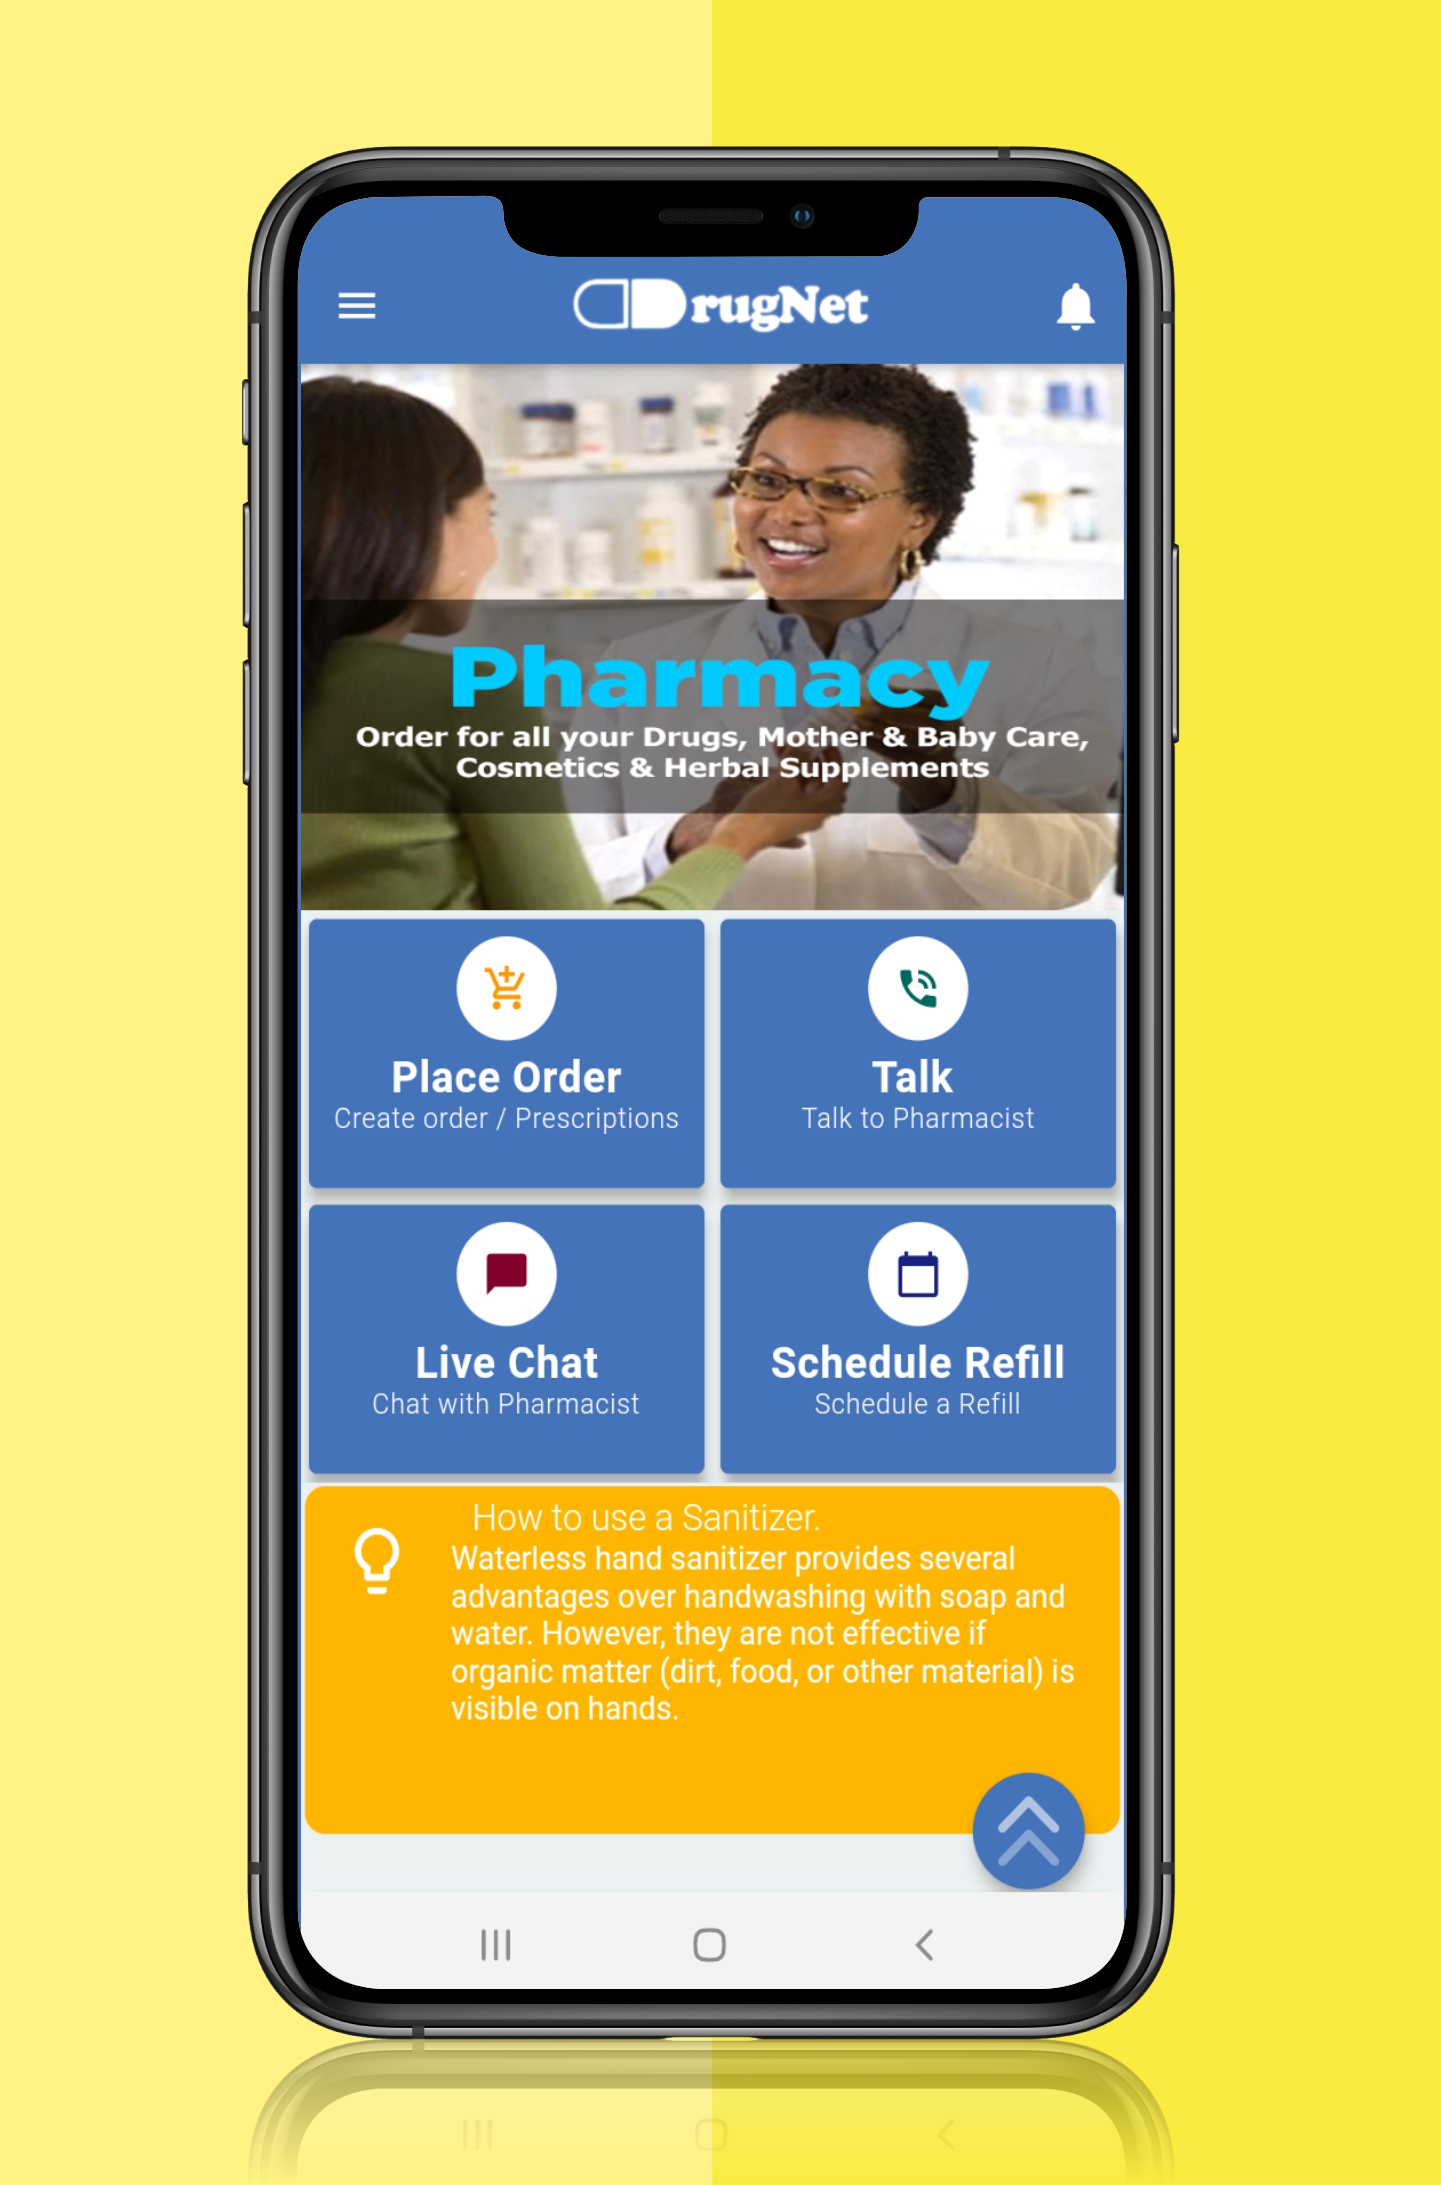 DrugNet
Pharmacy
Order for all your Drugs, Mother & Baby Care,
Cosmetics & Herbal Supplements
Place Order
Create order / Prescriptions
Talk
Talk to Pharmacist
Live Chat
Chat with Pharmacist
Schedule Refill
Schedule a Refill
How to use a Sanitizer.
Waterless hand sanitizer provides several
advantages over handwashing with soap and
water. However, they are not effective if
organic matter (dirt, food, or other material) is
visible on hands.